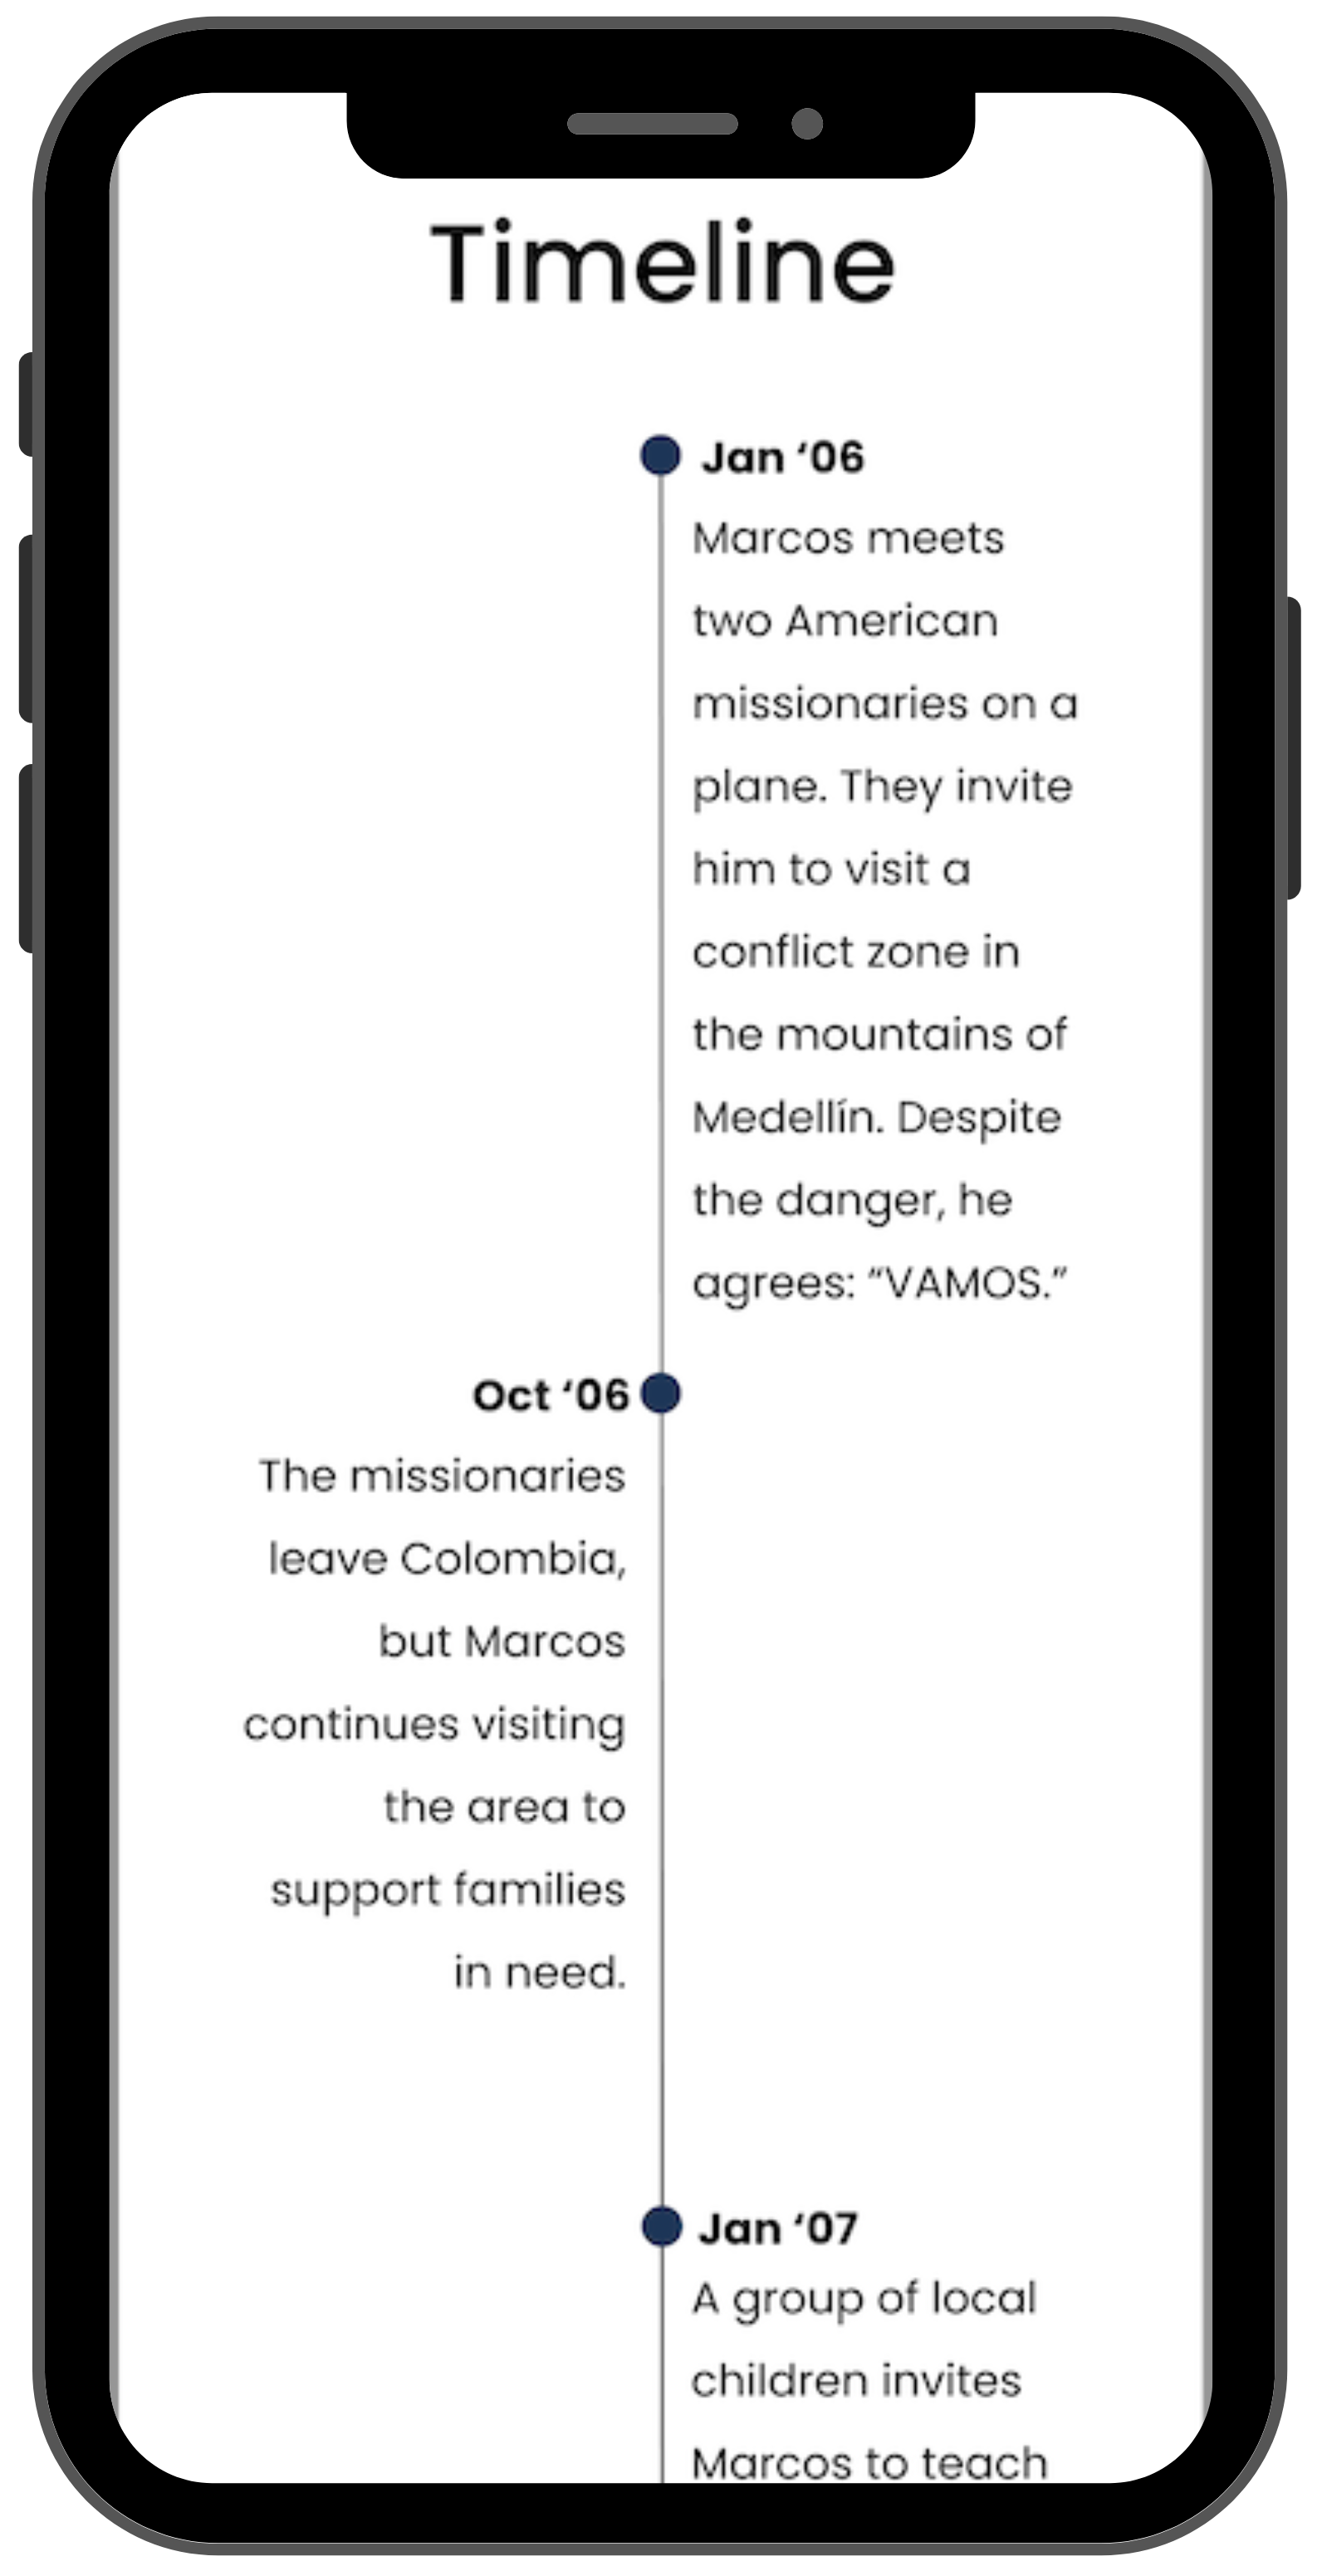 Timeline
Jan ‘06
Marcos meets
two American
missionaries on a
plane. They invite
him to visit a
conflict zone in
the mountains of
Medellín. Despite
the danger, he
agrees: “VAMOS.”
Oct ‘06
The missionaries
leave Colombia,
but Marcos
continues visiting
the area to
support families
in need.
Jan ‘07
A group of local
children invites
Marcos to teach